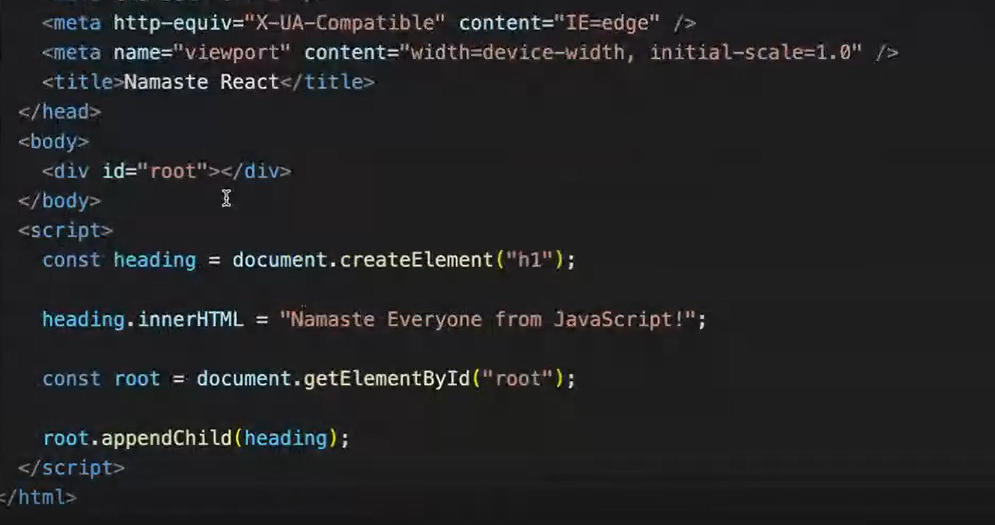 <meta http-equiv="X-UA-Compatible" content="IE=edge" />
<meta name="viewport" content="width=device-width, initial-scale=1.0" />
<title>Namaste React</title>
</head>
<body>
<div id="root"></div>
</body>
<script>
const heading = document.createElement("h1");
heading.innerHTML = "Namaste Everyone from JavaScript!";
const root = document.getElementById("root");
root.appendChild(heading);
</script>
</html>